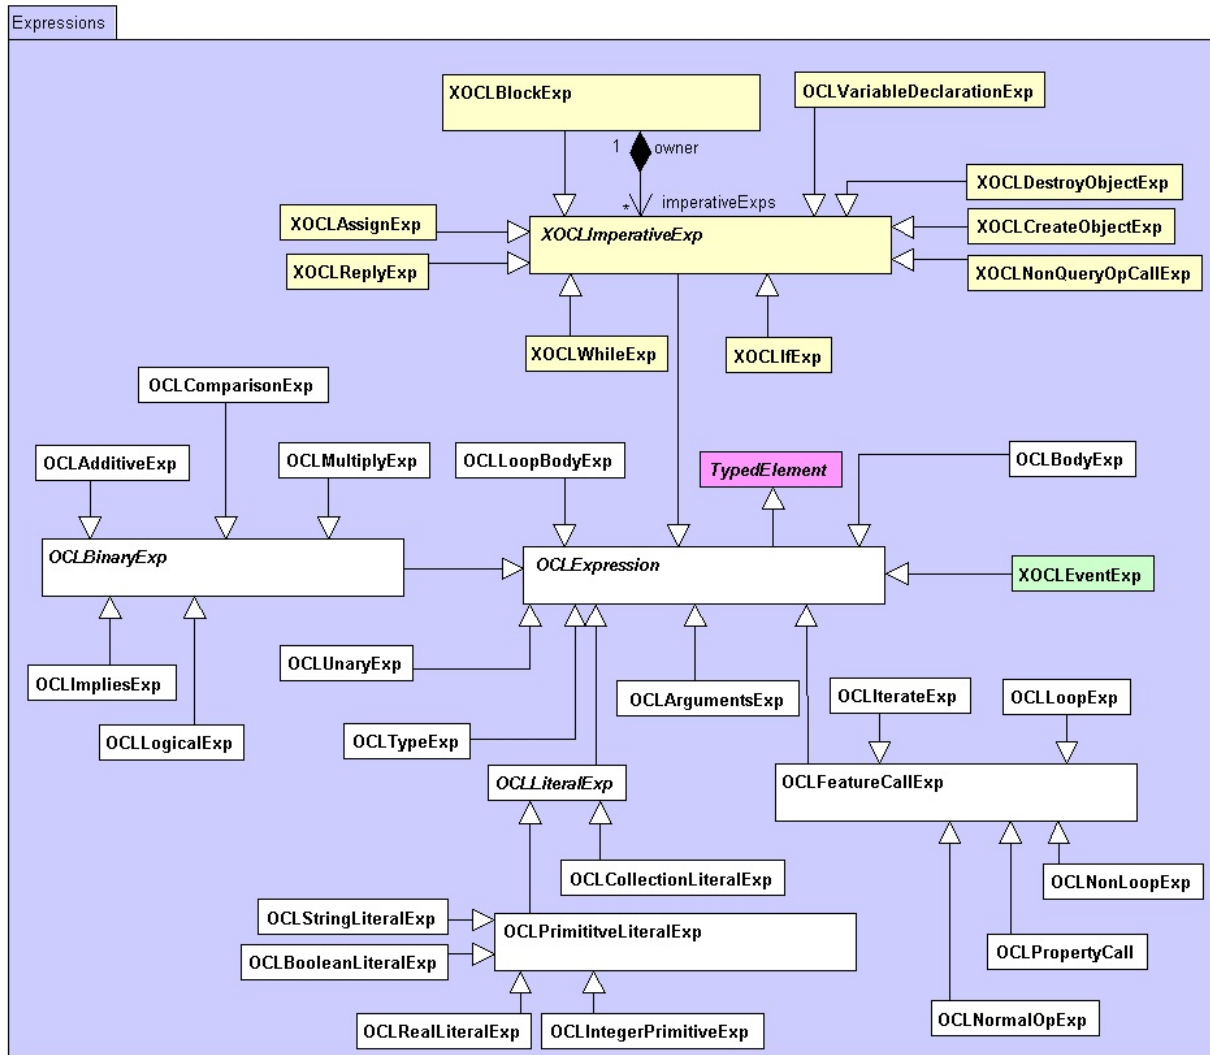 Expressions
XOCLBlockExp
OCLVariableDeclarationExp
1
owner
XOCLDestroyObjectExp
*
imperativeExps
XOCLAssignExp
XOCLImperativeExp
XOCLCreateObjectExp
XOCLReplyExp
XOCLNonQueryOpCallExp
XOCLWhileExp
XOCLIfExp
OCLComparisonExp
OCLAdditiveExp
OCLMultiplyExp
OCLLoopBodyExp
TypedElement
OCLBodyExp
OCLBinaryExp
OCLExpression
XOCLEventExp
OCLUnaryExp
OCLImpliesExp
OCLArgumentsExp
OCLIterateExp
OCLLoopExp
OCLLogicalExp
OCLTypeExp
OCLLiteralExp
OCLFeatureCallExp
OCLCollectionLiteralExp
OCLNonLoopExp
OCLStringLiteralExp
OCLPrimititveLiteralExp
OCLBooleanLiteralExp
OCLPropertyCall
OCLRealLiteralExp
OCLIntegerPrimitiveExp
OCLNormalOpExp